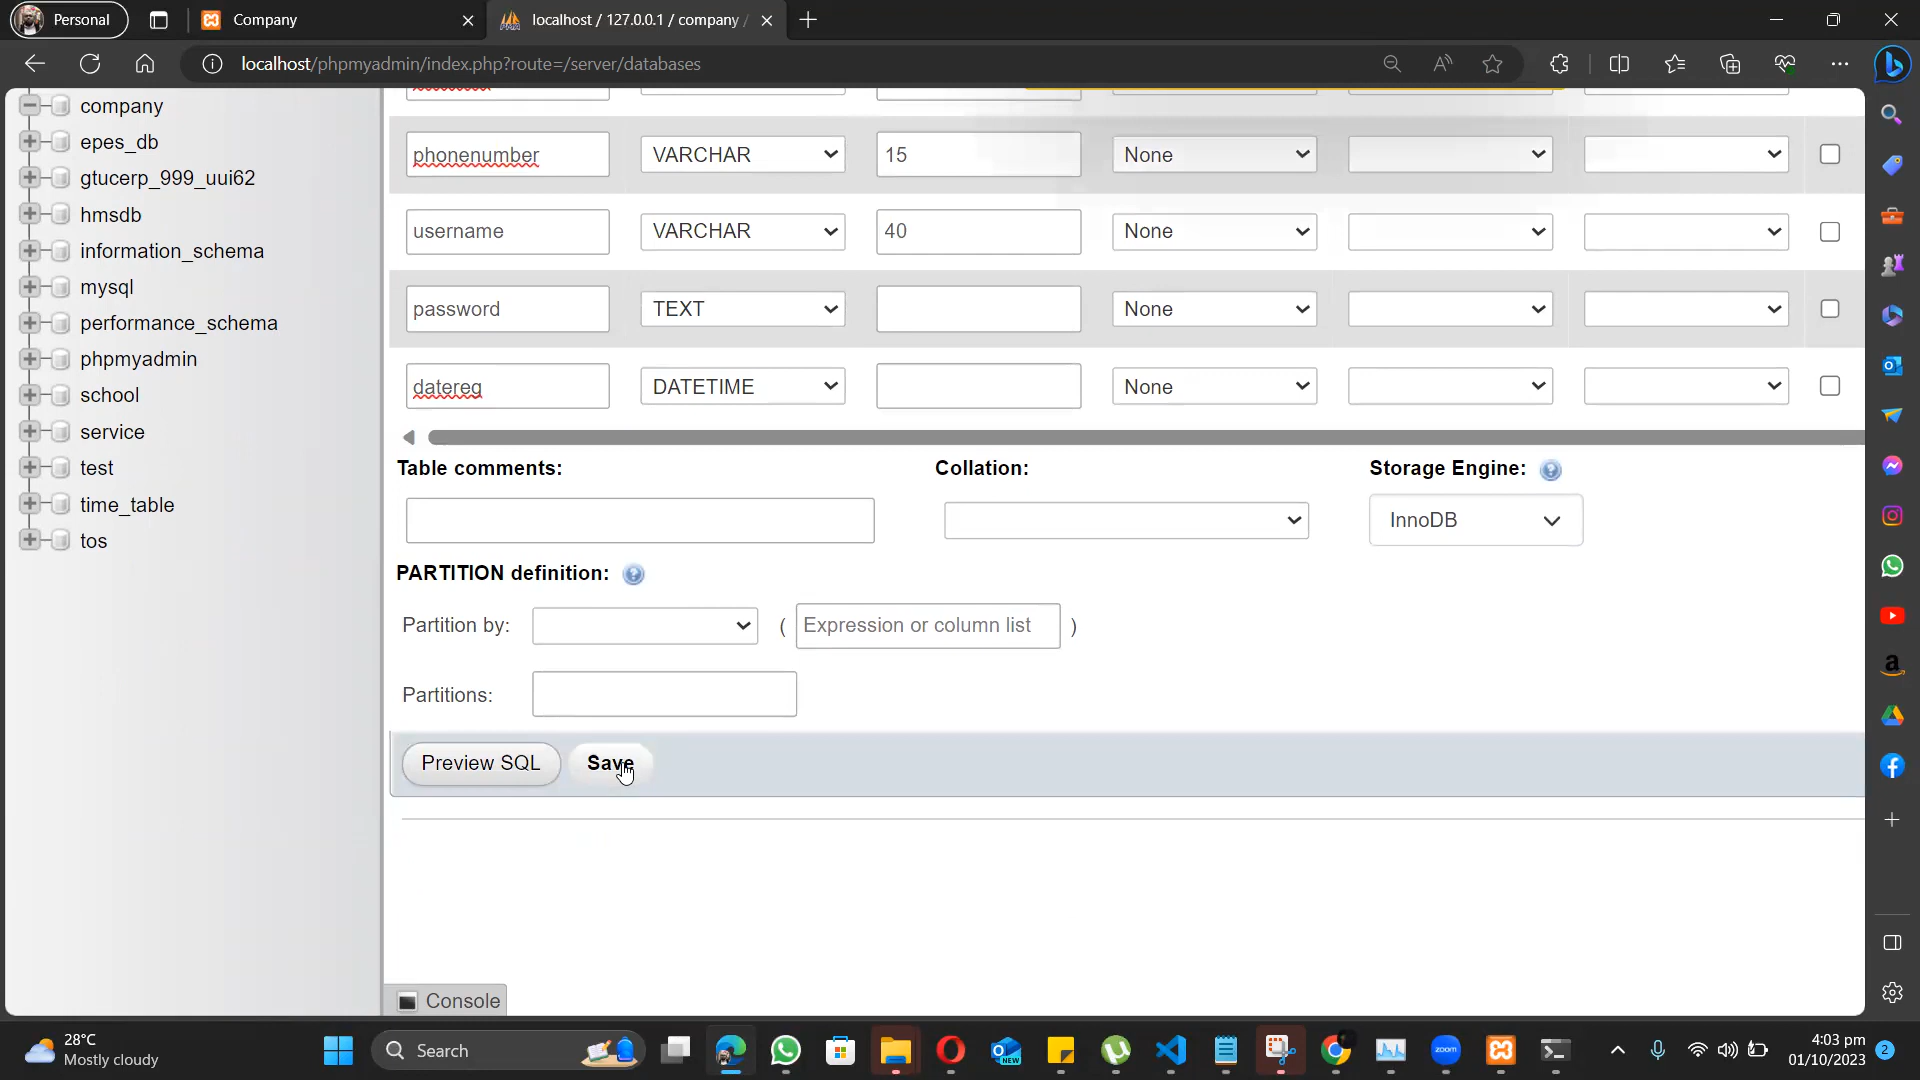 Personal
Company
localhost / 127.0.0.1 / company /
localhost/phpmyadmin/index.php?route=/server/databases
company
epes_db
gtucerp_999_uui62
hmsdb
information_schema
mysql
performance_schema
phpmyadmin
school
service
test
time_table
tos
phonenumber VARCHAR 15 None
username VARCHAR 40 None
password TEXT None
datereg DATETIME None
Table comments: Collation: Storage Engine:
InnoDB
PARTITION definition:
Partition by: ( Expression or column list )
Partitions:
Preview SQL Save
Console
28°C
Mostly cloudy
Search
NEW
zoom
4:03 pm
01/10/2023
2